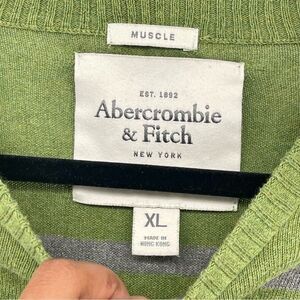 MUSCLE
EST. 1892
Abercrombie
& Fitch
NEW YORK
XL
MADE IN
HONG KONG